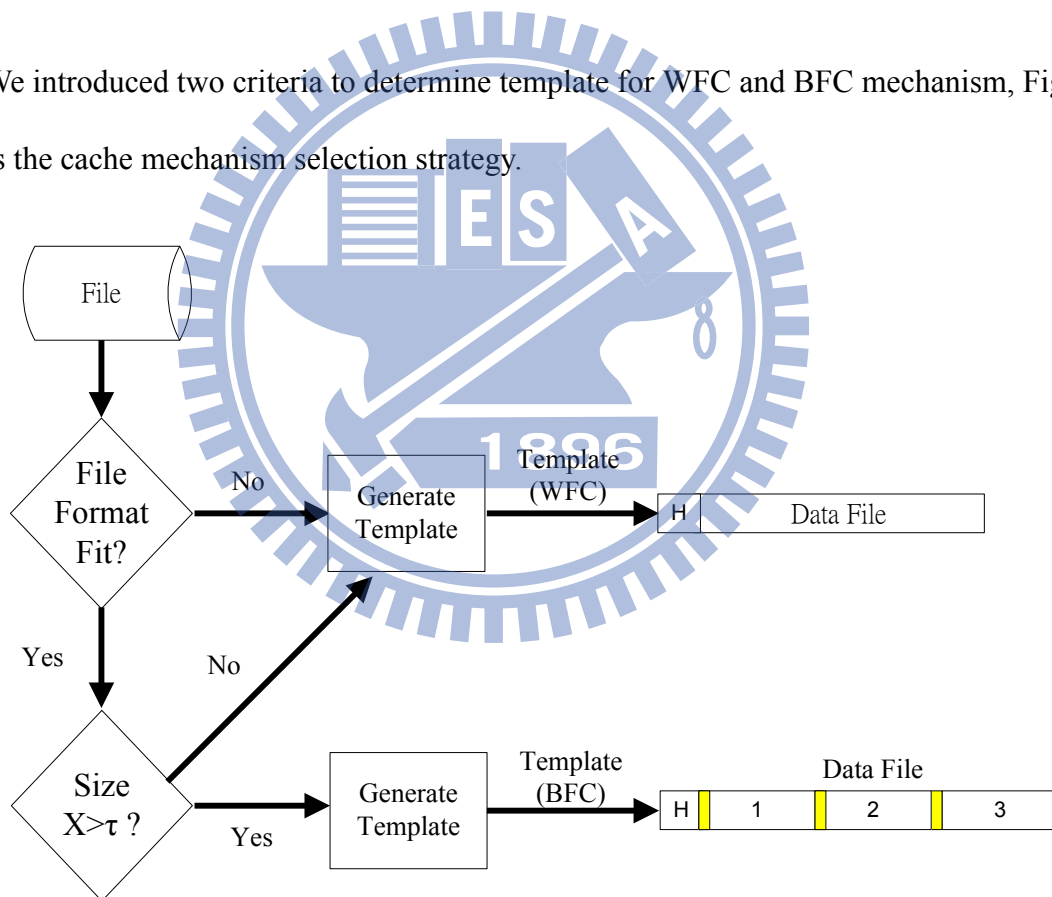 We introduced two criteria to determine template for WFC and BFC mechanism, Fig
s the cache mechanism selection strategy.
E S A
8
1896
File
File
Format
Fit?
No
Generate
Template
Template
(WFC)
H
Data File
Yes
No
Size
X>τ ?
Yes
Generate
Template
Template
(BFC)
Data File
H 1 2 3